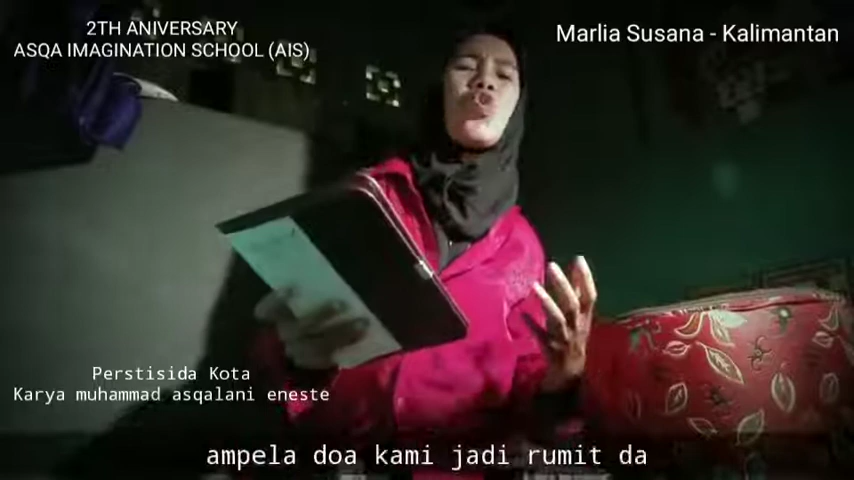 2TH ANIVERSARY
ASQA IMAGINATION SCHOOL (AIS)
Marlia Susana - Kalimantan
Perstisida Kota
Karya muhammad asqalani eneste
ampela doa kami jadi rumit da